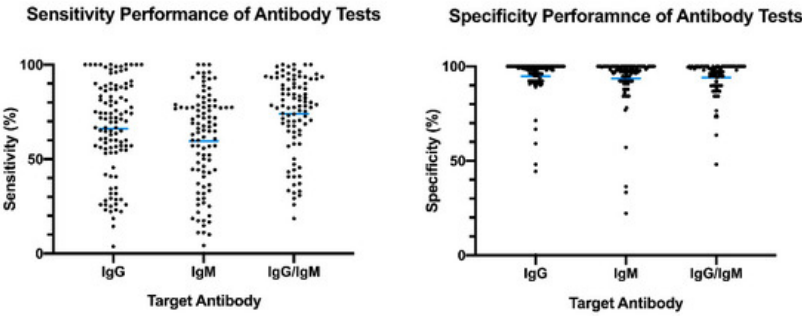 Sensitivity Performance of Antibody Tests
Sensitivity (%)
100
50
0
IgG IgM IgG/IgM
Target Antibody
Specificity Perforamnce of Antibody Tests
Specificity (%)
100
50
0
IgG IgM IgG/IgM
Target Antibody